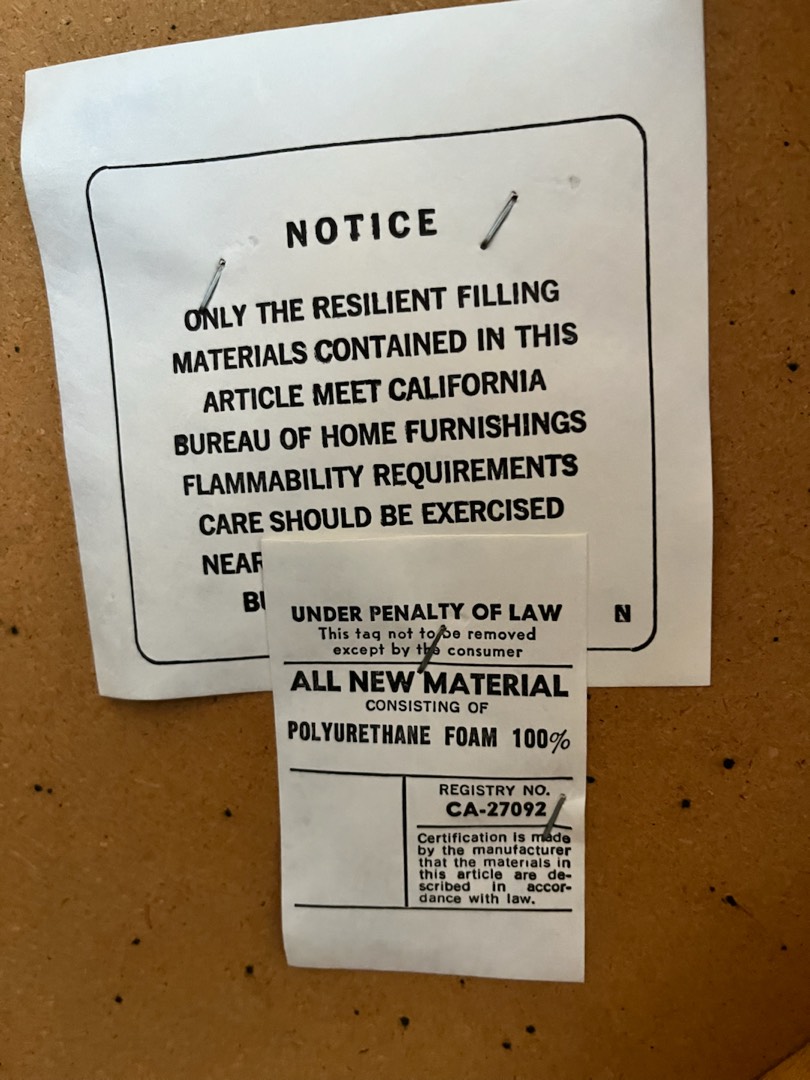 NOTICE
ONLY THE RESILIENT FILLING
MATERIALS CONTAINED IN THIS
ARTICLE MEET CALIFORNIA
BUREAU OF HOME FURNISHINGS
FLAMMABILITY REQUIREMENTS
CARE SHOULD BE EXERCISED
NEAR
N
UNDER PENALTY OF LAW
This tag not to be removed
except by the consumer
ALL NEW MATERIAL
CONSISTING OF
POLYURETHANE FOAM 100%
REGISTRY NO.
CA-27092
Certification is made
by the manufacturer
that the materials in
this article are de-
scribed in accor-
dance with law.